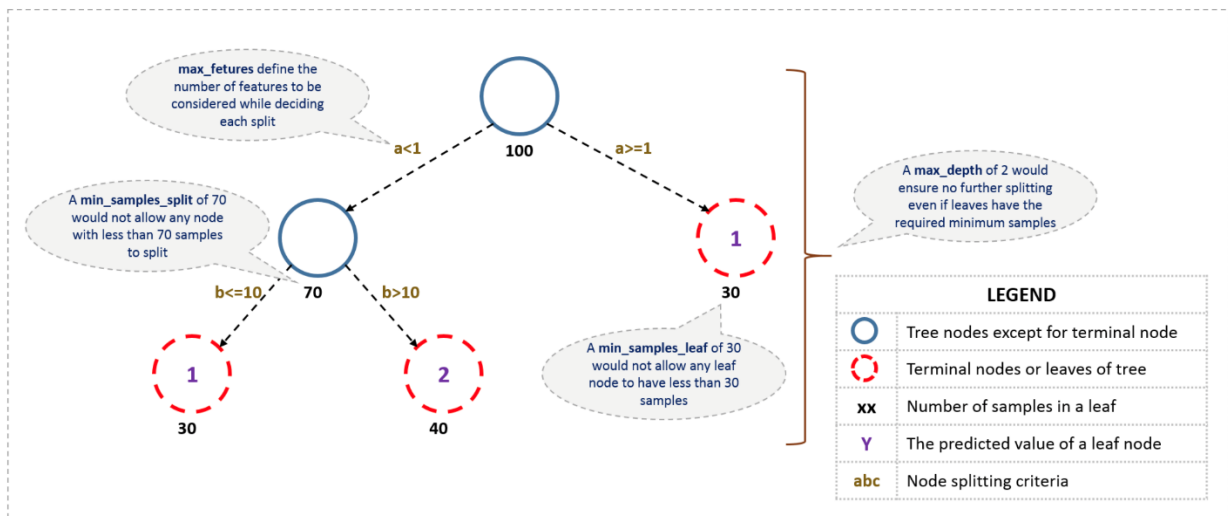 max_fetures define the
number of features to be
considered while deciding
each split
a<1
100
a>=1
A max_depth of 2 would
ensure no further splitting
even if leaves have the
required minimum samples
A min_samples_split of 70
would not allow any node
with less than 70 samples
to split
1
b<=10
70
b>10
30
1
2
30
40
A min_samples_leaf of 30
would not allow any leaf
node to have less than 30
samples
LEGEND
Tree nodes except for terminal node
Terminal nodes or leaves of tree
xx Number of samples in a leaf
Y The predicted value of a leaf node
abc Node splitting criteria